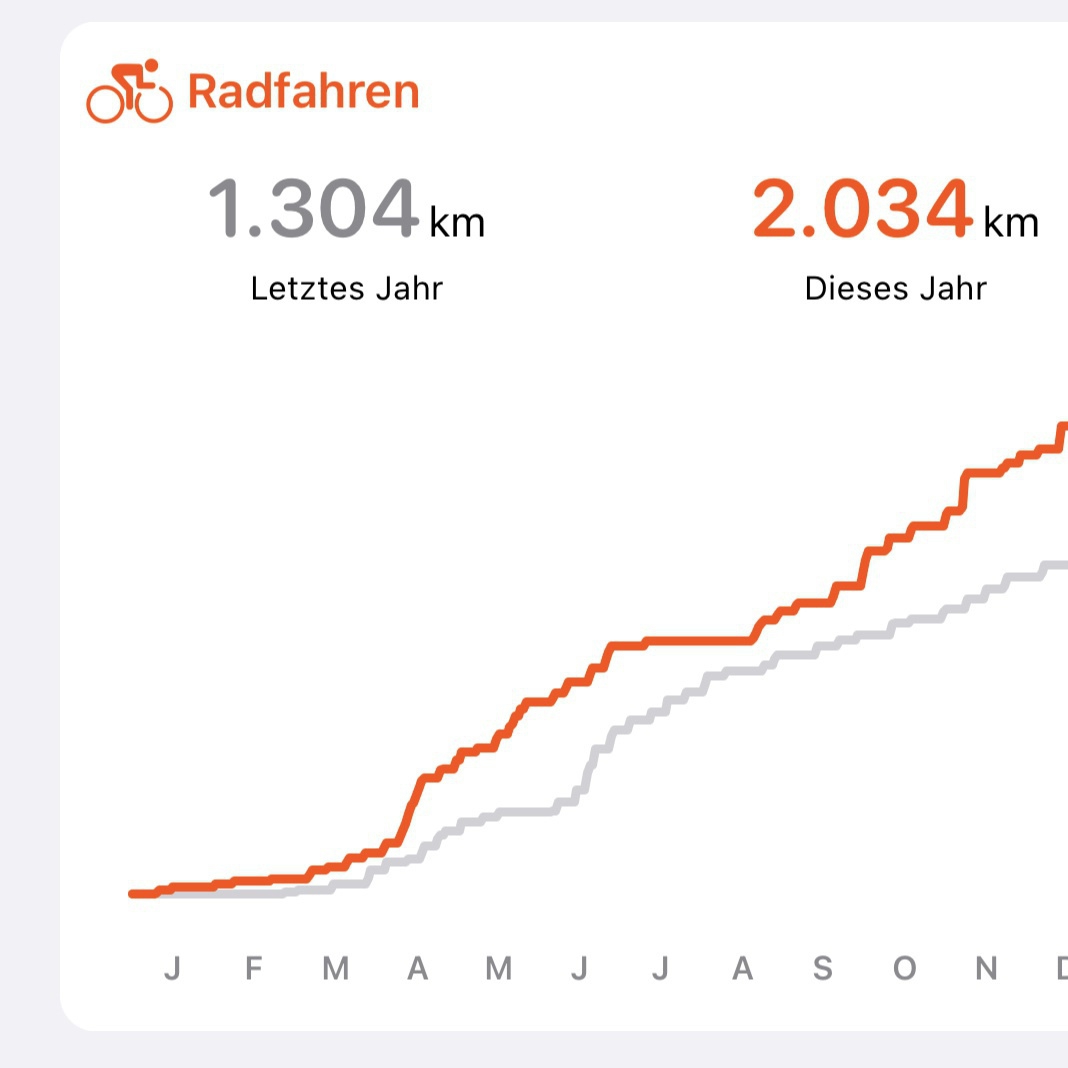 Radfahren
1.304 km
2.034 km
Letztes Jahr
Dieses Jahr
J F M A M J J A S O N D